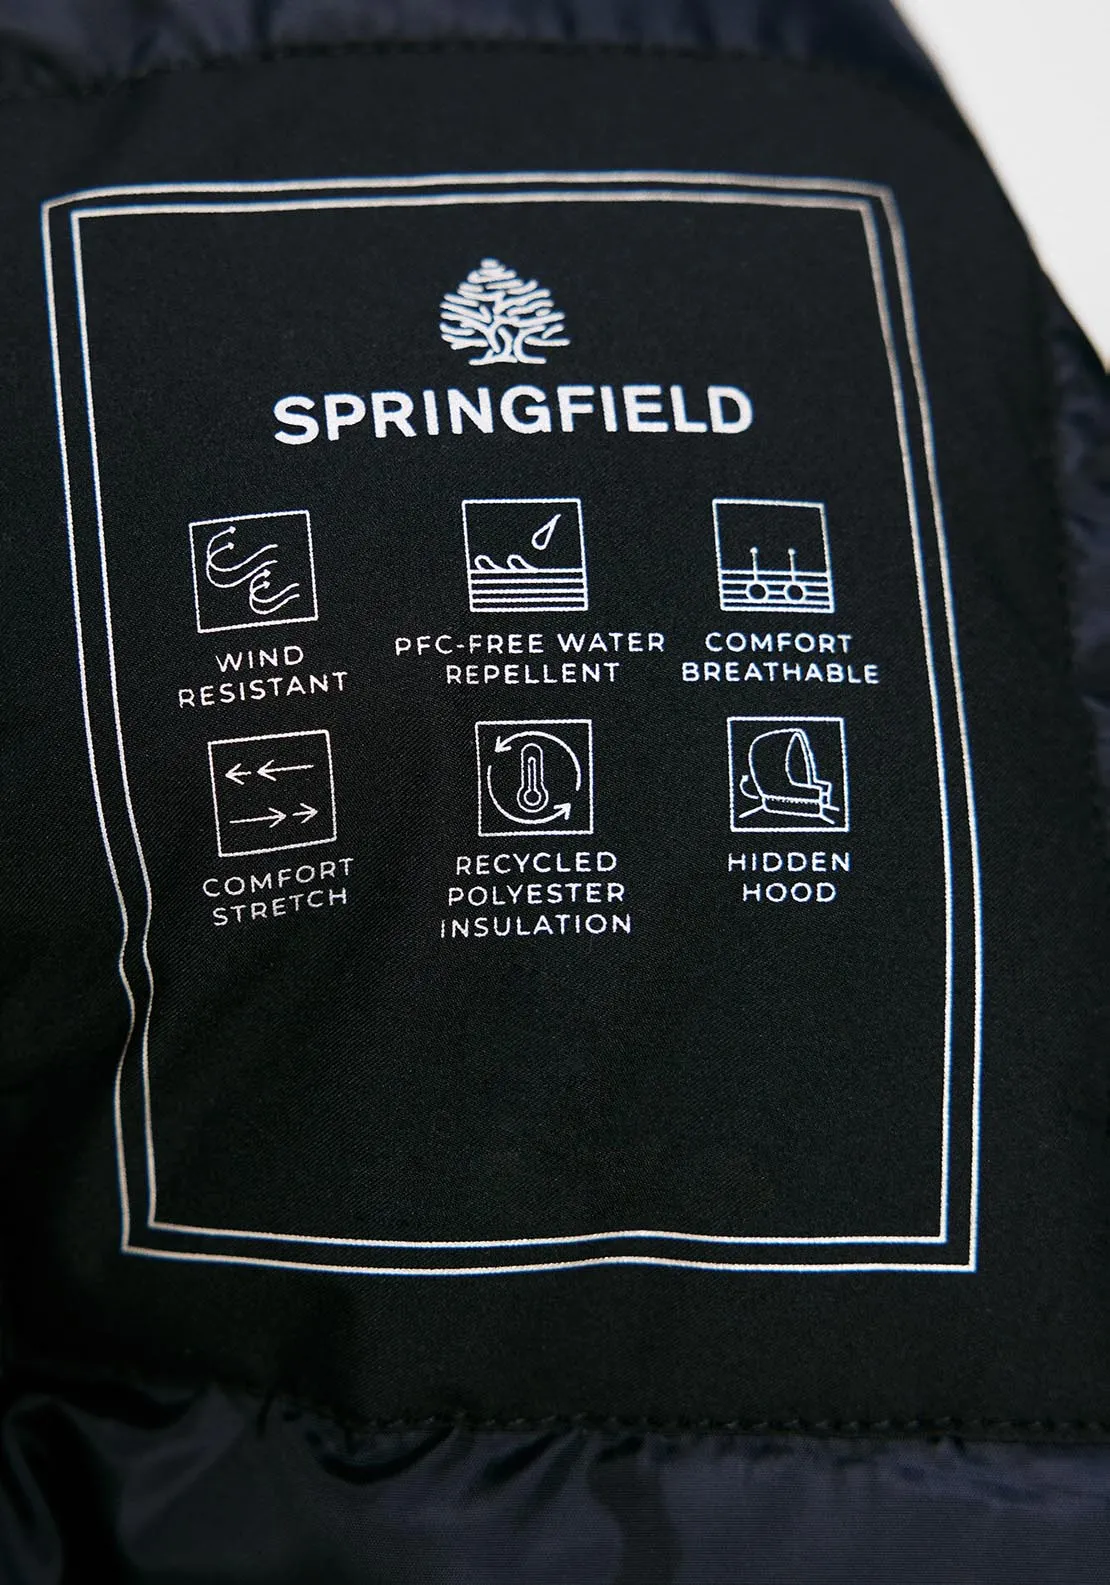 SPRINGFIELD
WIND
RESISTANT
PFC-FREE WATER
REPELLENT
COMFORT
BREATHABLE
COMFORT
STRETCH
RECYCLED
POLYESTER
INSULATION
HIDDEN
HOOD